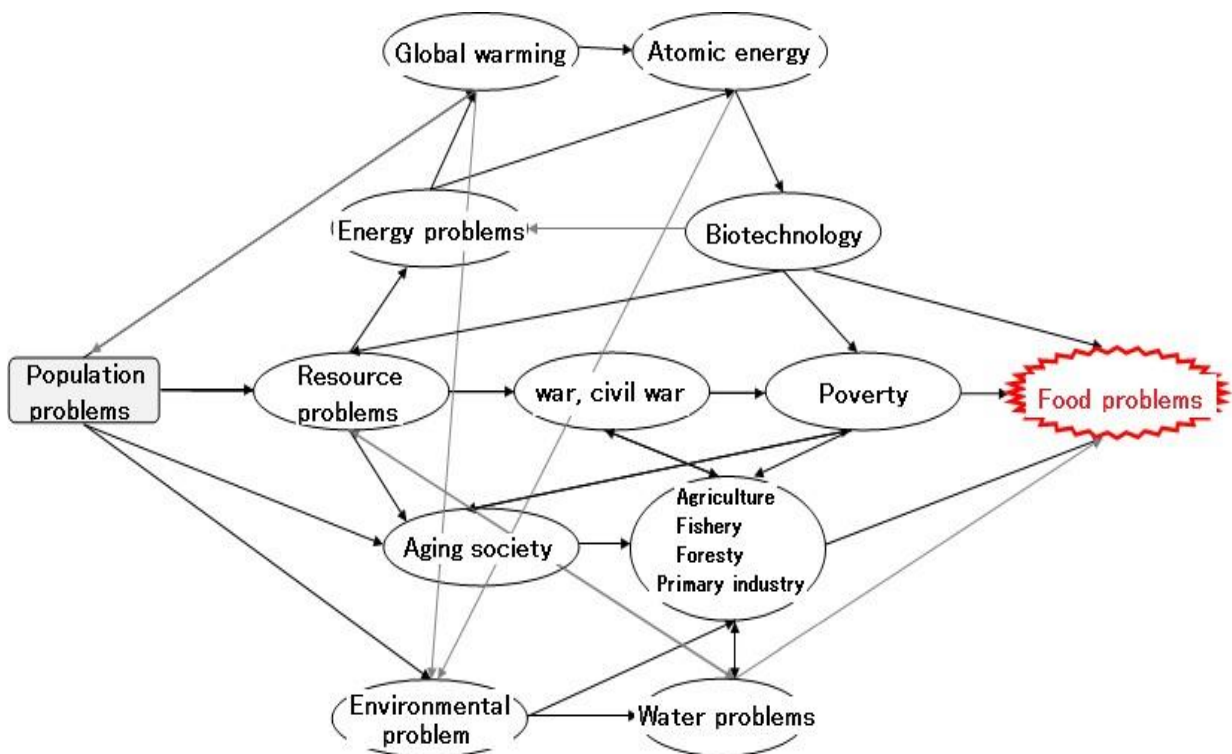 Global warming
Atomic energy
Energy problems
Biotechnology
Population
problems
Resource
problems
war, civil war
Poverty
Food problems
Aging society
Agriculture
Fishery
Foresty
Primary industry
Environmental
problem
Water problems